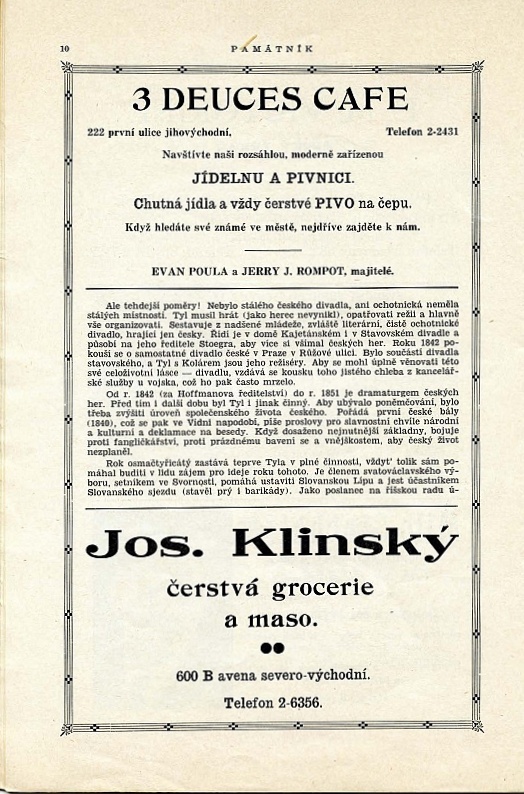 10
PAMÁTNÍK
3 DEUCES CAFE
222 první ulice jihovýchodní.
Telefon 2-2431
Navštívte naši rozsáhlou, moderně zařízenou
JÍDELNU A PIVNICI.
Chutná jídla a vždy čerstvé PIVO na čepu.
Když hledáte své známé ve městě, nejdříve zajděte k nám.
EVAN POULA a JERRY J. ROMPOT, majitelé.
Ale tehdejší poměry! Nebylo stálého českého divadla, ani ochotnická neměla
stálých místností. Tyl musil hrát (jako herec nevynikl), opatřovati režii a hlavně
vše organizovati. Sestavuje z nadšené mládeže, zvláště literární, čistě ochotnické
divadlo, hrající jen česky. Řídí je v domě Kajetánském i v Stavovském divadle a
působí na jeho ředitele Stoegra, aby více si všímal českých her. Roku 1842 po-
kouší se o samostatné divadlo české v Praze v Růžové ulici. Bylo součástí divadla
stavovského, a Tyl s Kolárem jsou jeho režiséry. Aby se mohl úplně věnovati této
své celoživotní lásce — divadlu, vzdává se kousku toho jistého chleba z kancelář-
ské služby u vojska, což ho pak často mrzelo.
Od r. 1842 (za Hoffmanova ředitelství) do r. 1851 je dramaturgem českých
her. Před tím i další dobu byl Tyl i jinak činný. Aby ubývalo poněmčování, bylo
třeba zvýšiti úroveň společenského života českého. Pořádá první české bály
(1840), což se pak ve Vídni napodobí, píše proslovy pro slavnostní chvíle národní
a kulturní a deklamace na besedy. Když dosaženo nejnutnější základny, bojuje
proti fangličkářství, proti prázdnému bavení se a vnějškostem, aby český život
nezplaněl.
Rok osmačtyřicátý zastává teprve Tyla v plné činnosti, vždyť tolik sám po-
máhal buditi v lidu zájem pro ideje roku tohoto. Je členem svatováclavského vý-
boru, setníkem ve Svornosti, pomáhá ustaviti Slovanskou Lípu a jest účastníkem
Slovanského sjezdu (stavěl prý i barikády). Jako poslanec na říšskou radu ú-
Jos. Klinský
čerstvá grocerie
a maso.
600 B avena severo-východní.
Telefon 2-6356.